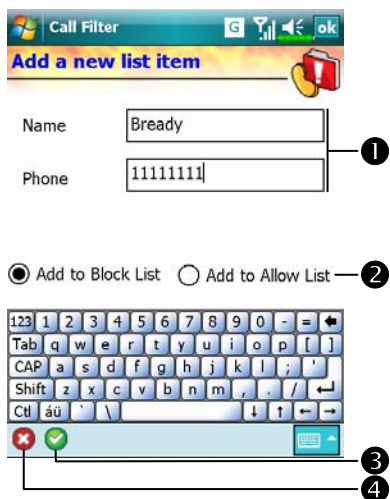 Call Filter G ok
Add a new list item
Name Bready
Phone 11111111
1
Add to Block List Add to Allow List
2
123 1 2 3 4 5 6 7 8 9 0 - =
Tab q w e r t y u i o p [ ]
CAP a s d f g h j k l ; '
Shift z x c v b n m , . /
Ctl áü ` \
3
4